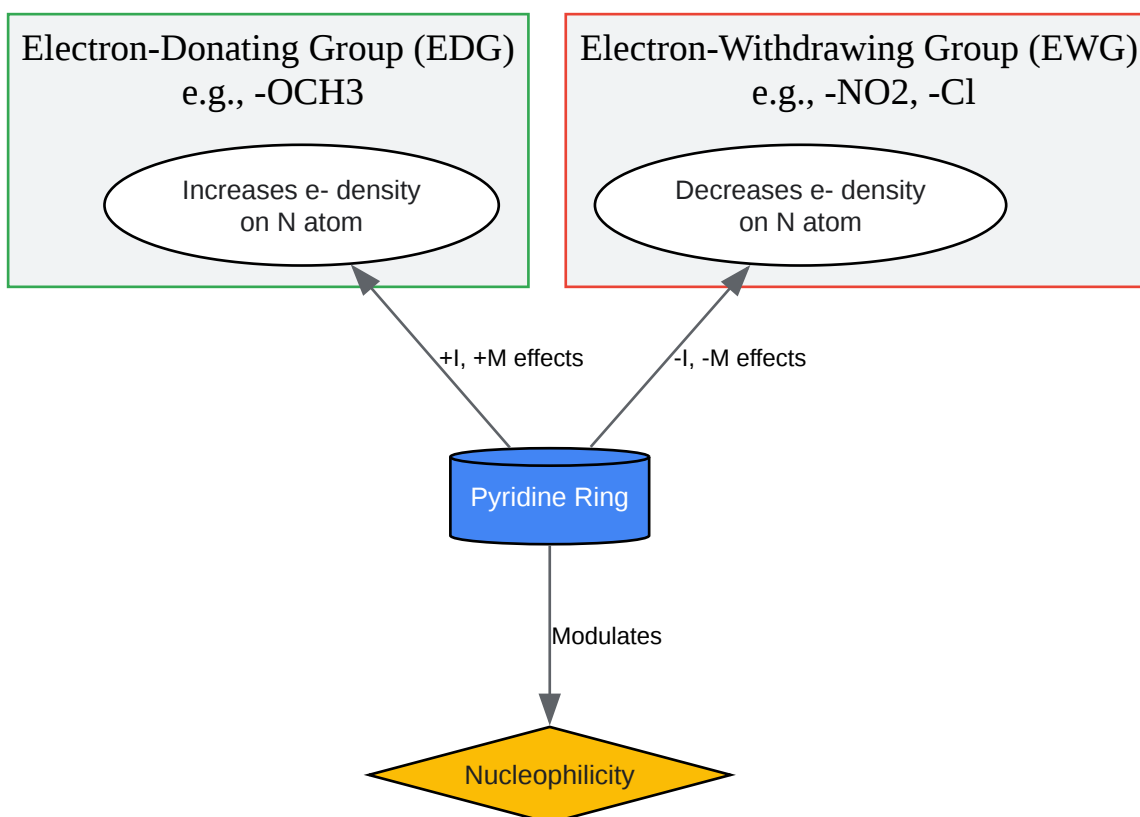 Electron-Donating Group (EDG)
e.g., -OCH3
Electron-Withdrawing Group (EWG)
e.g., -NO2, -Cl
Increases e- density
on N atom
Decreases e- density
on N atom
+I, +M effects
-I, -M effects
Pyridine Ring
Modulates
Nucleophilicity